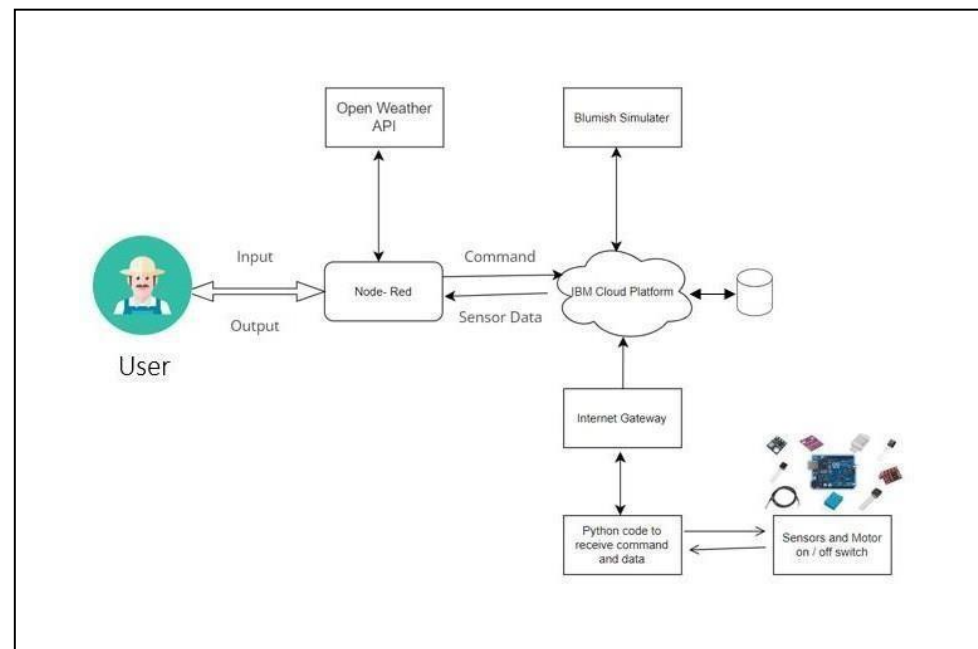 Open Weather
API
Blumish Simulater
Input
Command
Node- Red
IBM Cloud Platform
Output
Sensor Data
User
Internet Gateway
Python code to
receive command
and data
Sensors and Motor
on / off switch